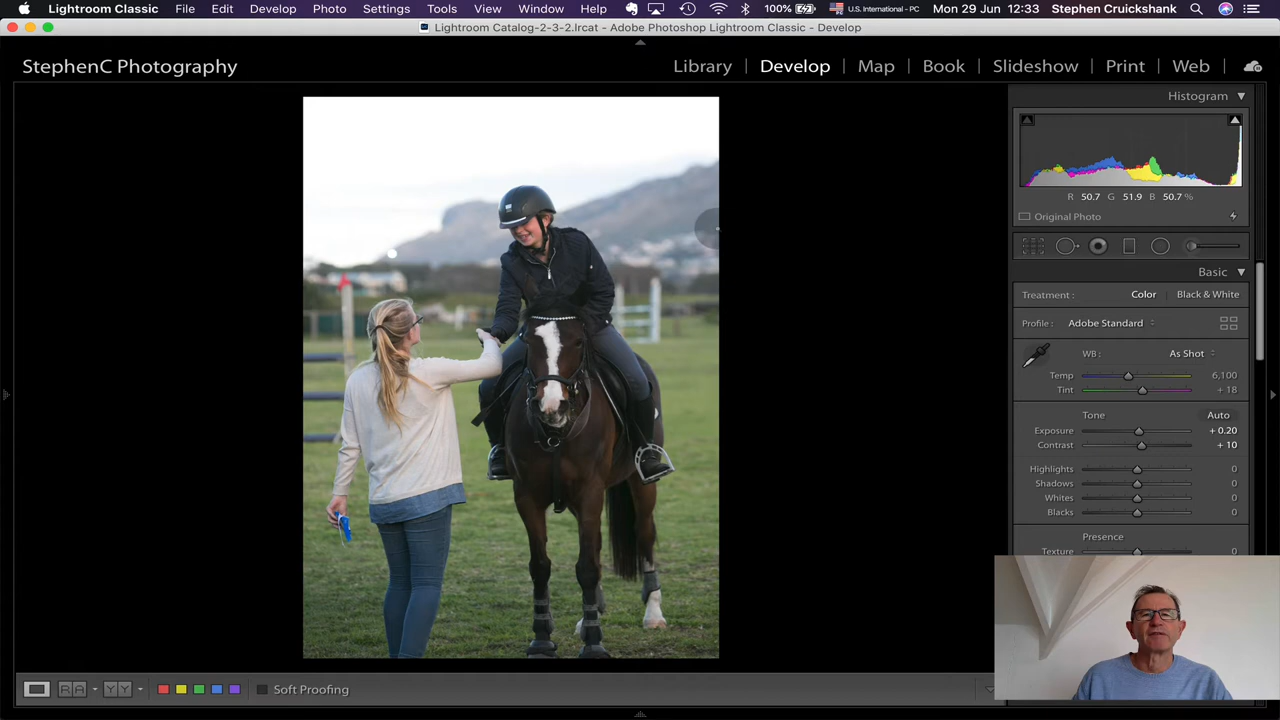 Lightroom Classic File Edit Develop Photo Settings Tools View Window Help 100% U.S. International - PC Mon 29 Jun 12:33 Stephen Cruickshank
Lightroom Catalog-2-3-2.lrcat - Adobe Photoshop Lightroom Classic - Develop
StephenC Photography Library | Develop | Map | Book | Slideshow | Print | Web
Histogram
R 50.7 G 51.9 B 50.7 %
Original Photo
Basic
Treatment : Color Black & White
Profile : Adobe Standard
WB : As Shot
Temp 6,100
Tint + 18
Tone Auto
Exposure + 0.20
Contrast + 10
Highlights 0
Shadows 0
Whites 0
Blacks 0
Presence
Texture 0
R A Y Y Soft Proofing